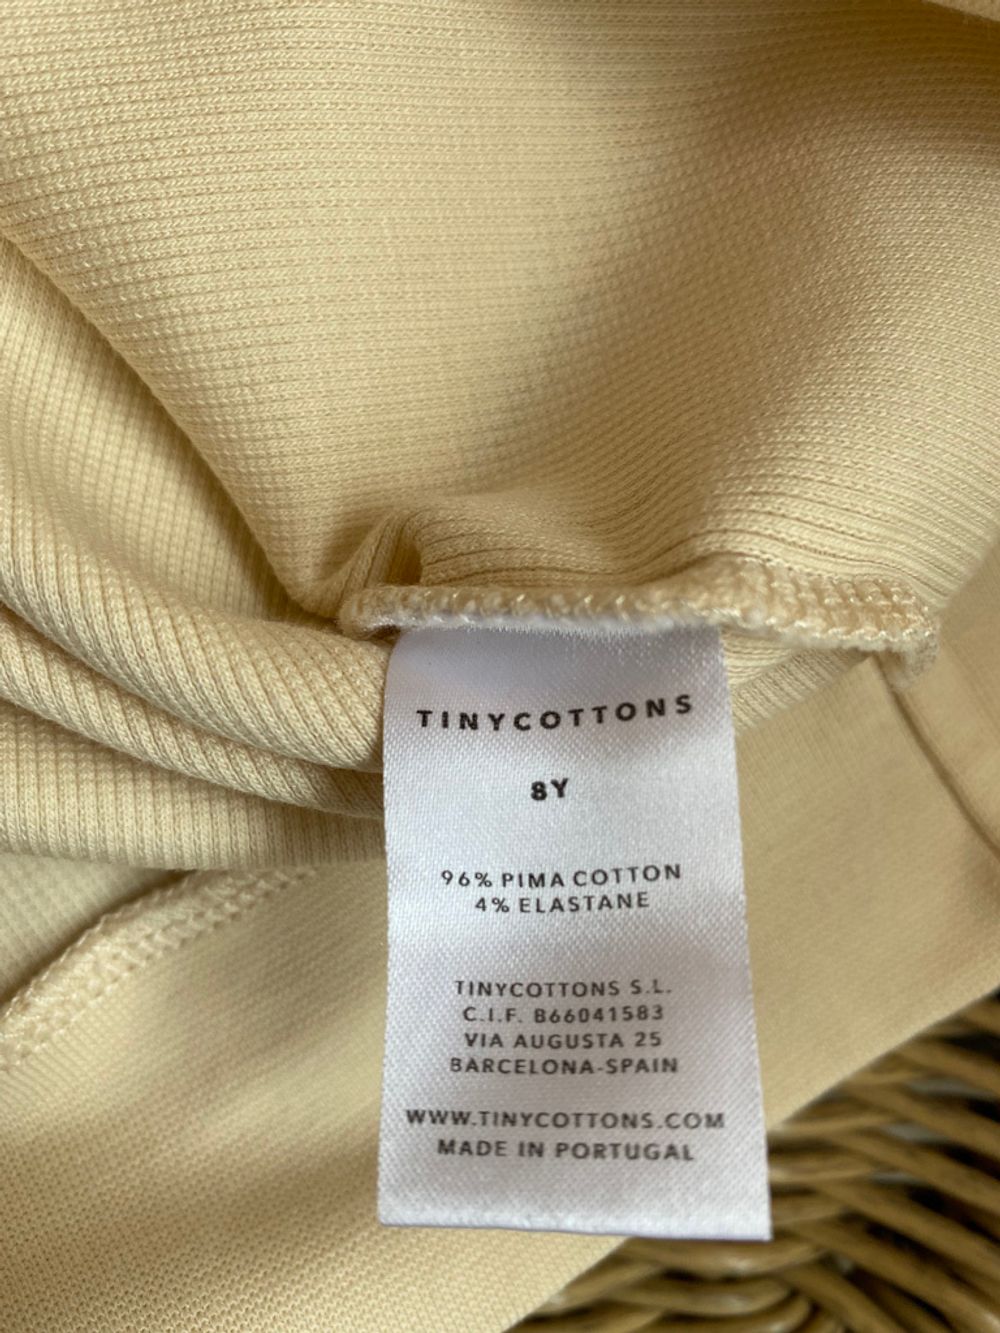 TINYCOTTONS
8Y
96% PIMA COTTON
4% ELASTANE
TINYCOTTONS S.L.
C.I.F. B66041583
VIA AUGUSTA 25
BARCELONA-SPAIN
WWW.TINYCOTTONS.COM
MADE IN PORTUGAL